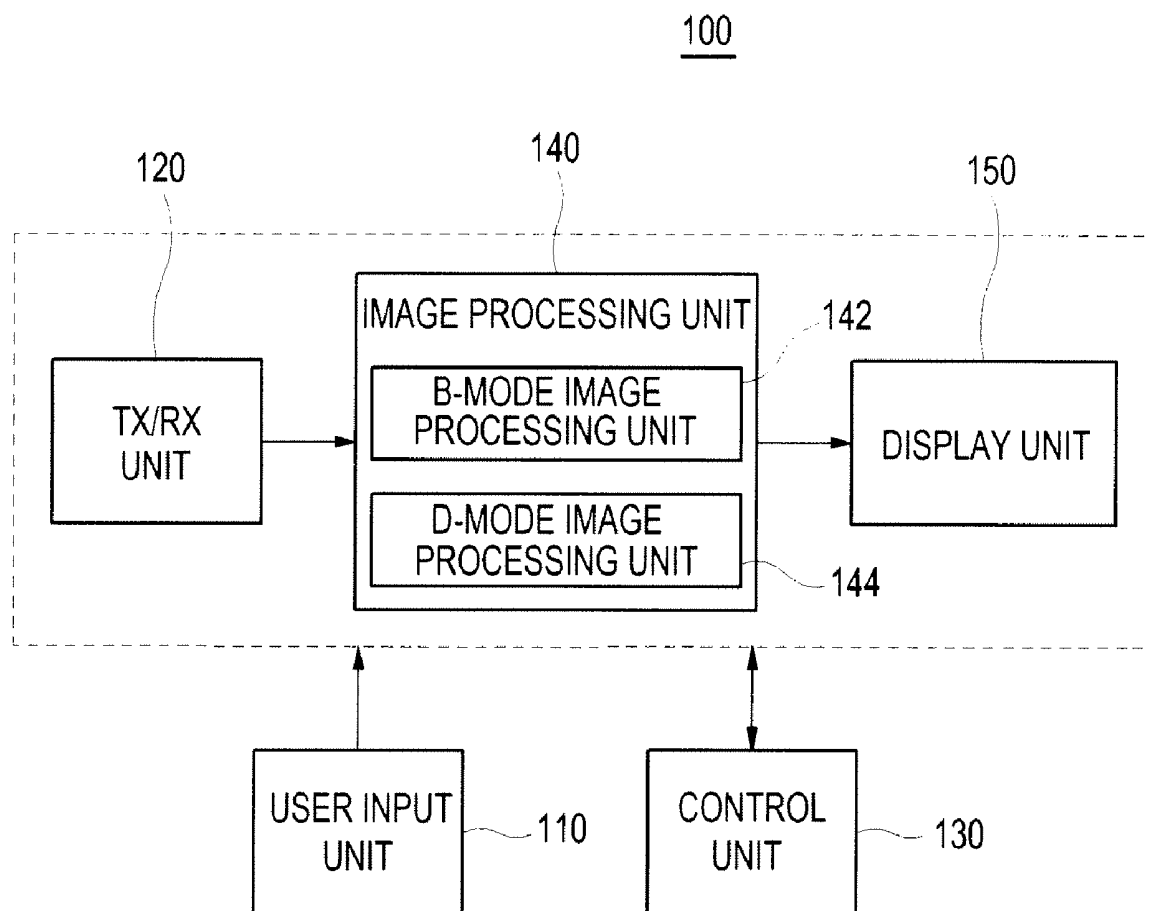 100
120
140
150
IMAGE PROCESSING UNIT
142
B-MODE IMAGE
PROCESSING UNIT
TX/RX
UNIT
DISPLAY UNIT
D-MODE IMAGE
PROCESSING UNIT
144
USER INPUT
UNIT
110
CONTROL
UNIT
130